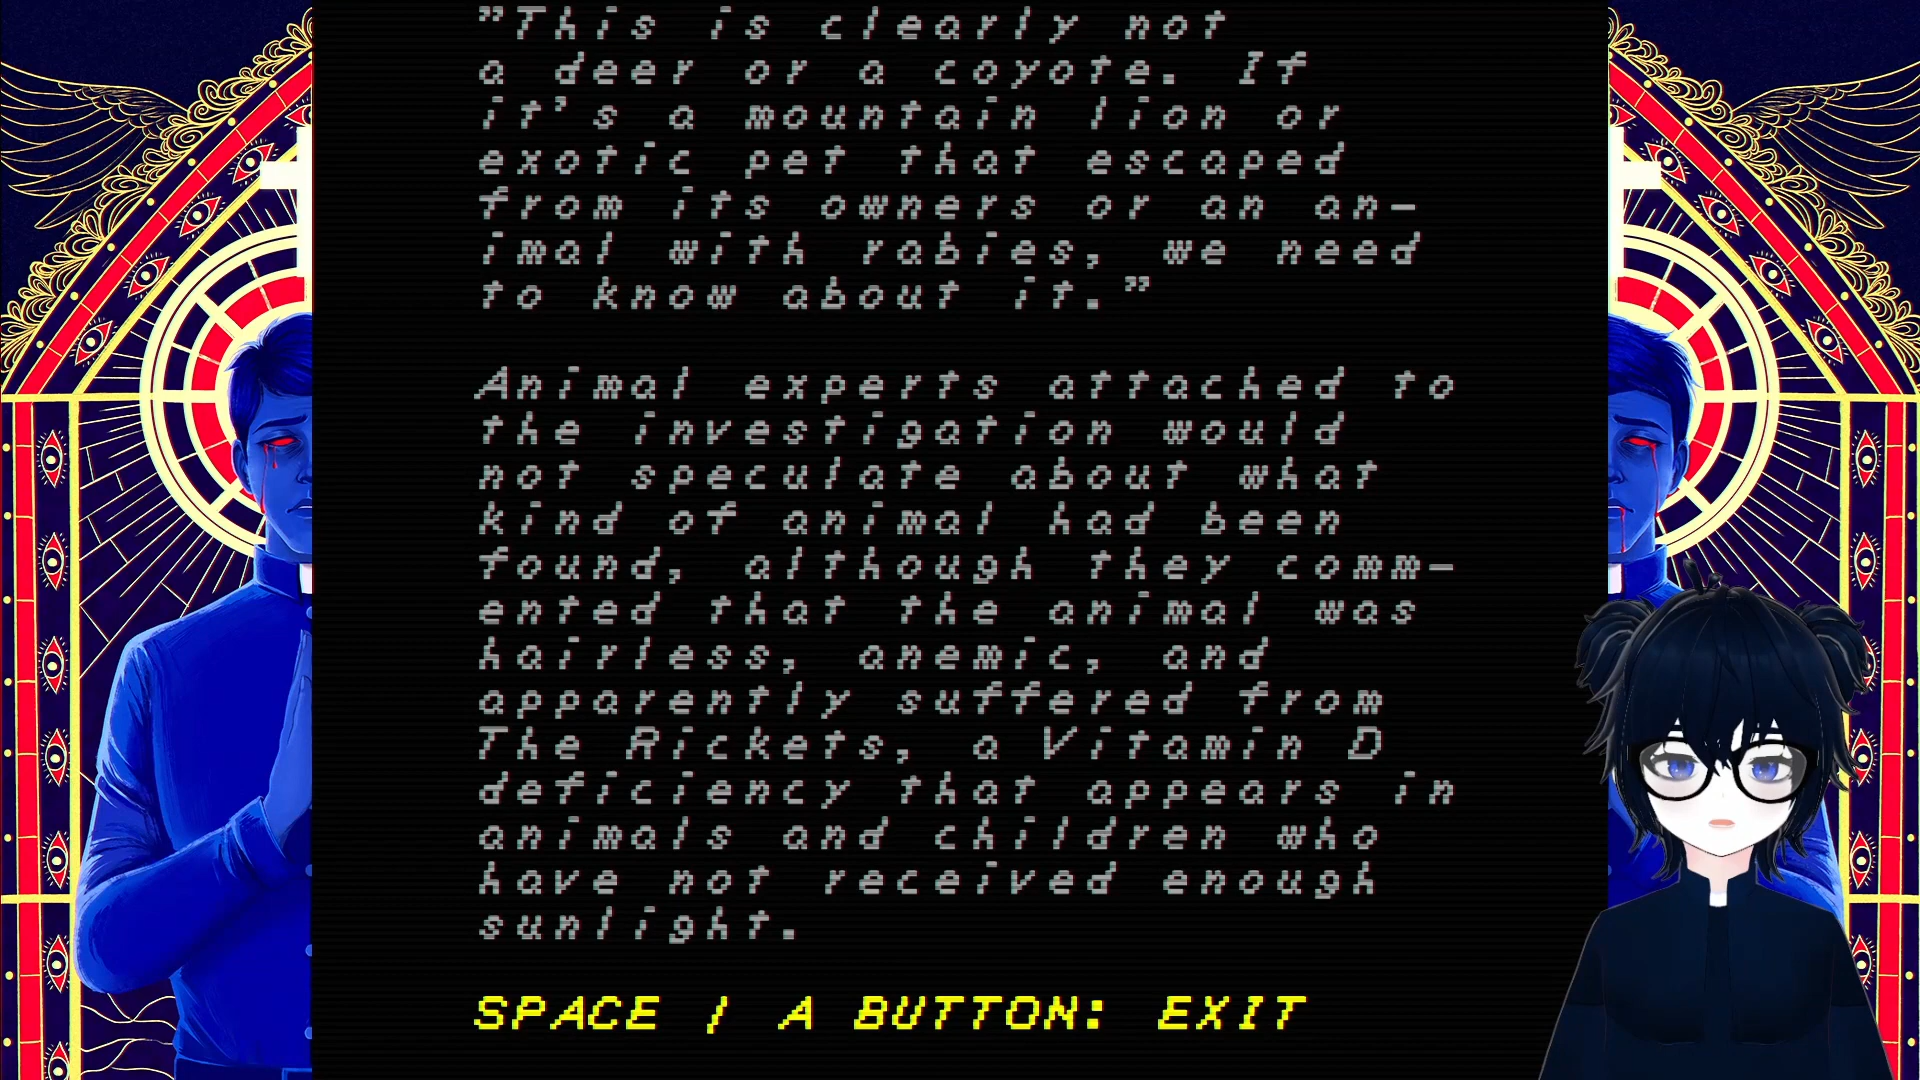 "This is clearly not
a deer or a coyote. If
it's a mountain lion or
exotic pet that escaped
from its owners or an an-
imal with rabies, we need
to know about it."
Animal experts attached to
the investigation would
not speculate about what
kind of animal had been
found, although they comm-
ented that the animal was
hairless, anemic, and
apparently suffered from
The Rickets, a Vitamin D
deficiency that appears in
animals and children who
have not received enough
sunlight.
SPACE / A BUTTON: EXIT